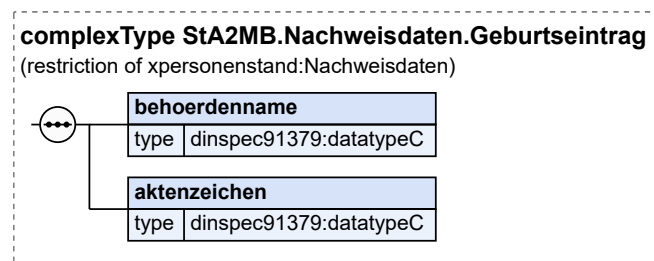 complexType StA2MB.Nachweisdaten.Geburtseintrag
(restriction of xpersonenstand:Nachweisdaten)
behoerdenname
type dinspec91379:datatypeC
aktenzeichen
type dinspec91379:datatypeC